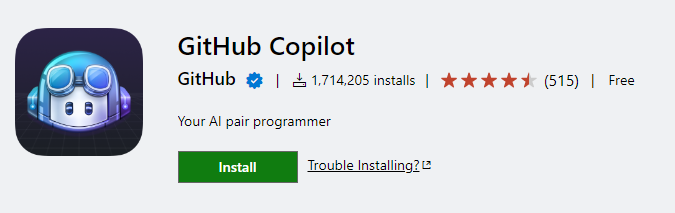 GitHub Copilot
GitHub | 1,714,205 installs | (515) | Free
Your AI pair programmer
Install Trouble Installing?